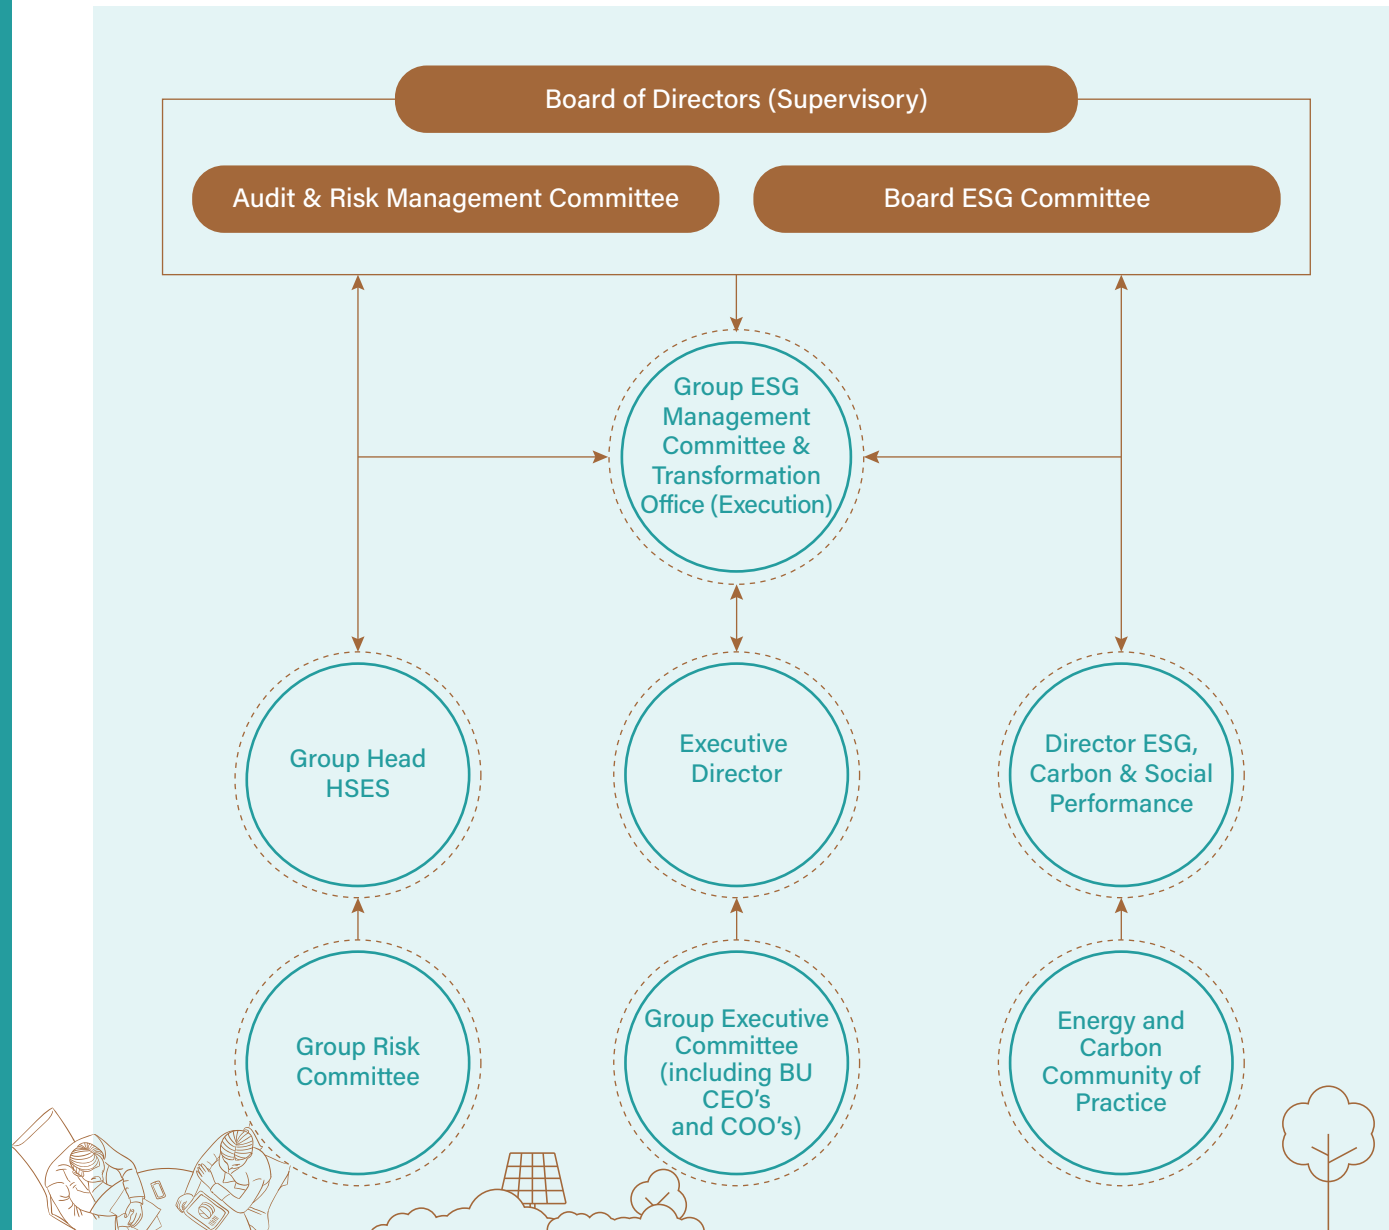 Board of Directors (Supervisory)
Audit & Risk Management Committee
Board ESG Committee
Group ESG
Management
Committee &
Transformation
Office (Execution)
Group Head
HSES
Executive
Director
Director ESG,
Carbon & Social
Performance
Group Risk
Committee
Group Executive
Committee
(including BU
CEO’s
and COO’s)
Energy and
Carbon
Community of
Practice